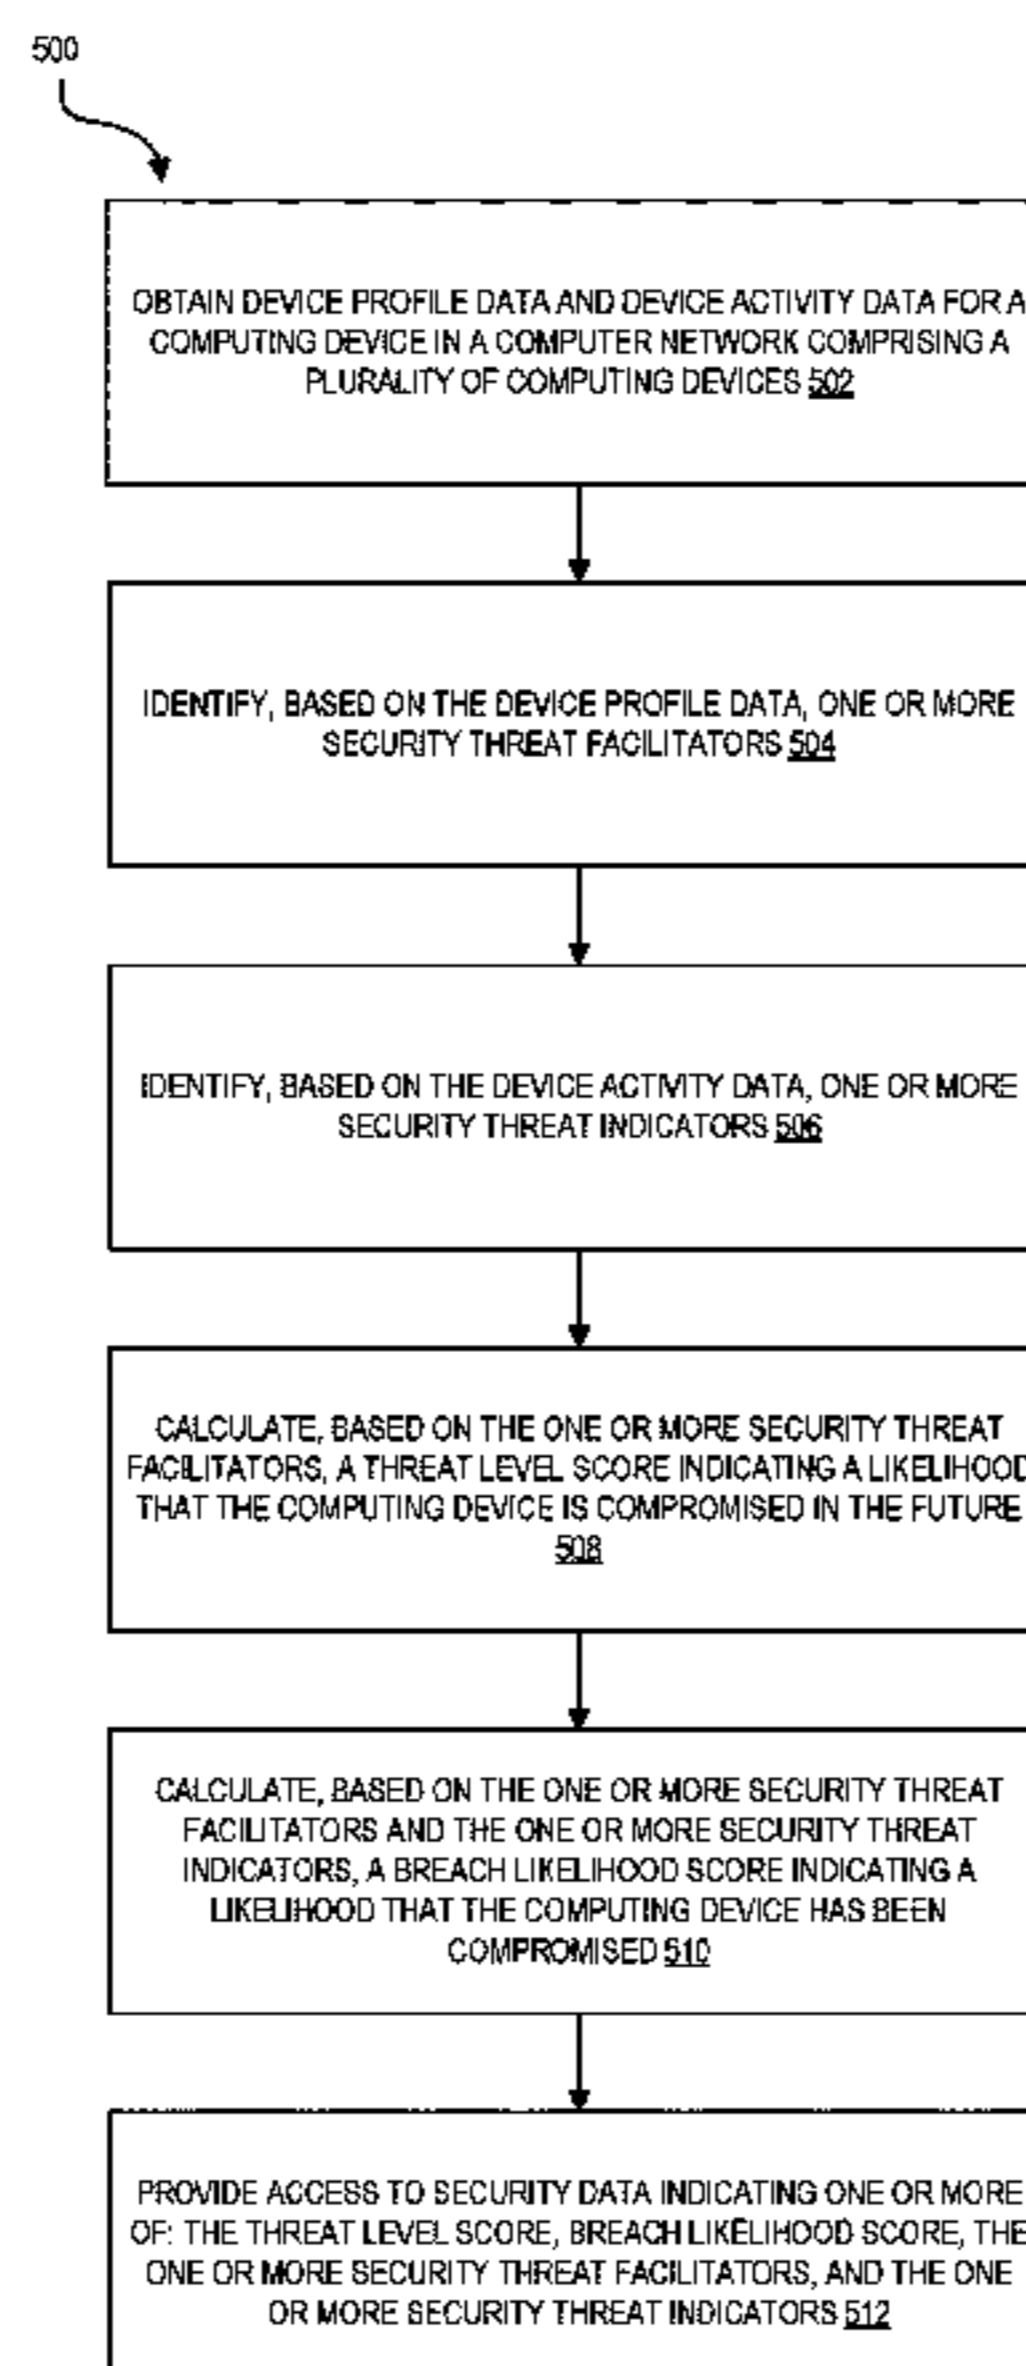 500
OBTAIN DEVICE PROFILE DATA AND DEVICE ACTIVITY DATA FOR A
COMPUTING DEVICE IN A COMPUTER NETWORK COMPRISING A
PLURALITY OF COMPUTING DEVICES 502
IDENTIFY, BASED ON THE DEVICE PROFILE DATA, ONE OR MORE
SECURITY THREAT FACILITATORS 504
IDENTIFY, BASED ON THE DEVICE ACTIVITY DATA, ONE OR MORE
SECURITY THREAT INDICATORS 506
CALCULATE, BASED ON THE ONE OR MORE SECURITY THREAT
FACILITATORS, A THREAT LEVEL SCORE INDICATING A LIKELIHOOD
THAT THE COMPUTING DEVICE IS COMPROMISED IN THE FUTURE
508
CALCULATE, BASED ON THE ONE OR MORE SECURITY THREAT
FACILITATORS AND THE ONE OR MORE SECURITY THREAT
INDICATORS, A BREACH LIKELIHOOD SCORE INDICATING A
LIKELIHOOD THAT THE COMPUTING DEVICE HAS BEEN
COMPROMISED 510
PROVIDE ACCESS TO SECURITY DATA INDICATING ONE OR MORE
OF: THE THREAT LEVEL SCORE, BREACH LIKELIHOOD SCORE, THE
ONE OR MORE SECURITY THREAT FACILITATORS, AND THE ONE
OR MORE SECURITY THREAT INDICATORS 512